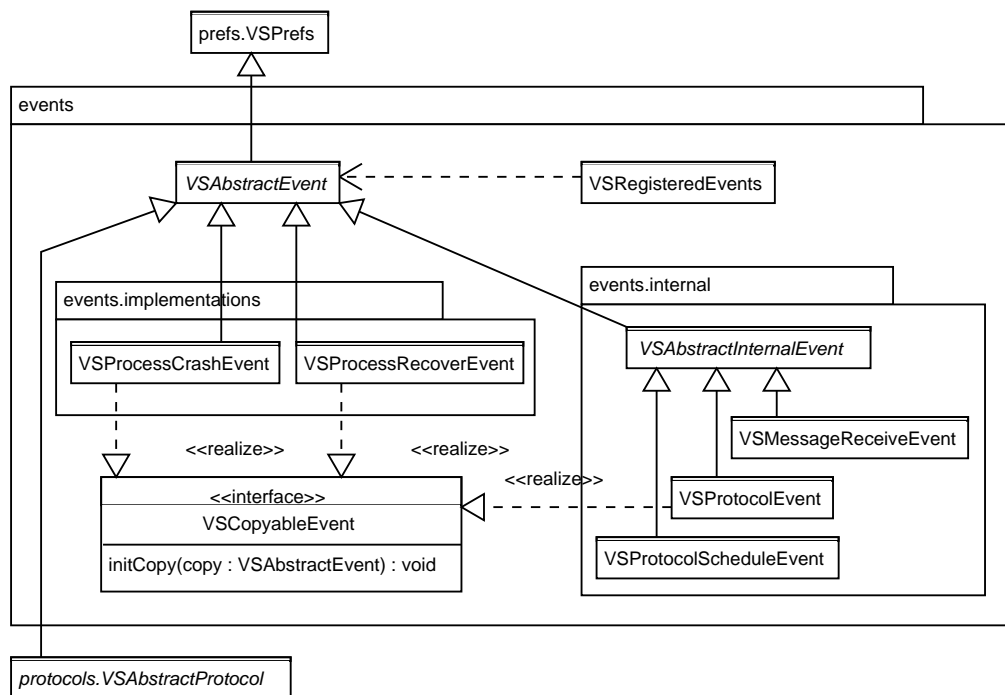 prefs.VSPrefs
events
VSAbstractEvent
VSRegisteredEvents
events.implementations
events.internal
VSProcessCrashEvent
VSProcessRecoverEvent
VSAbstractInternalEvent
VSMessageReceiveEvent
<<realize>>
<<realize>>
<<realize>>
<<interface>>
VSCopyableEvent
VSProtocolEvent
initCopy(copy : VSAbstractEvent) : void
VSProtocolScheduleEvent
protocols.VSAbstractProtocol